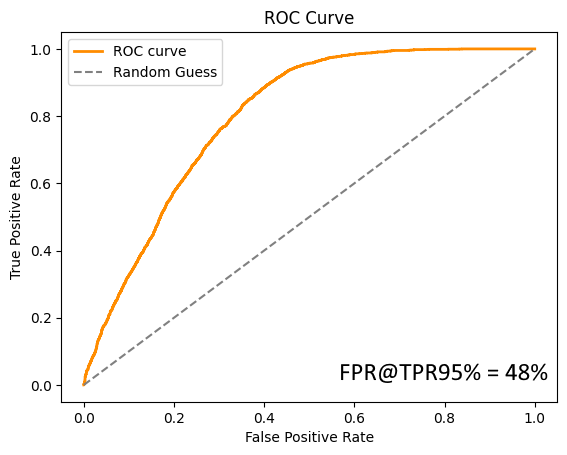 ROC Curve
ROC curve
Random Guess
True Positive Rate
1.0
0.8
0.6
0.4
0.2
0.0
FPR@TPR95% = 48%
0.0 0.2 0.4 0.6 0.8 1.0
False Positive Rate